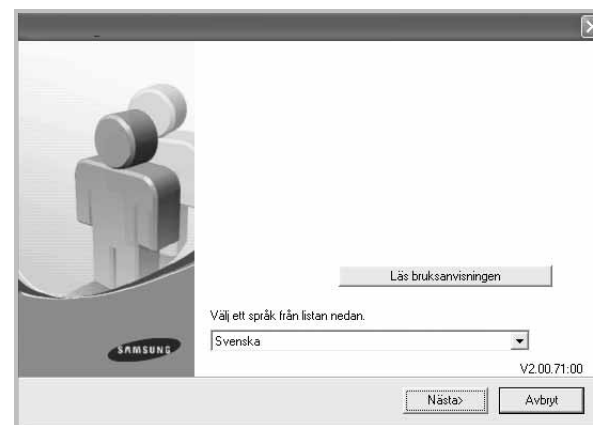 Läs bruksanvisningen
Välj ett språk från listan nedan.
Svenska
SAMSUNG
V2.00.71:00
Nästa>
Avbryt